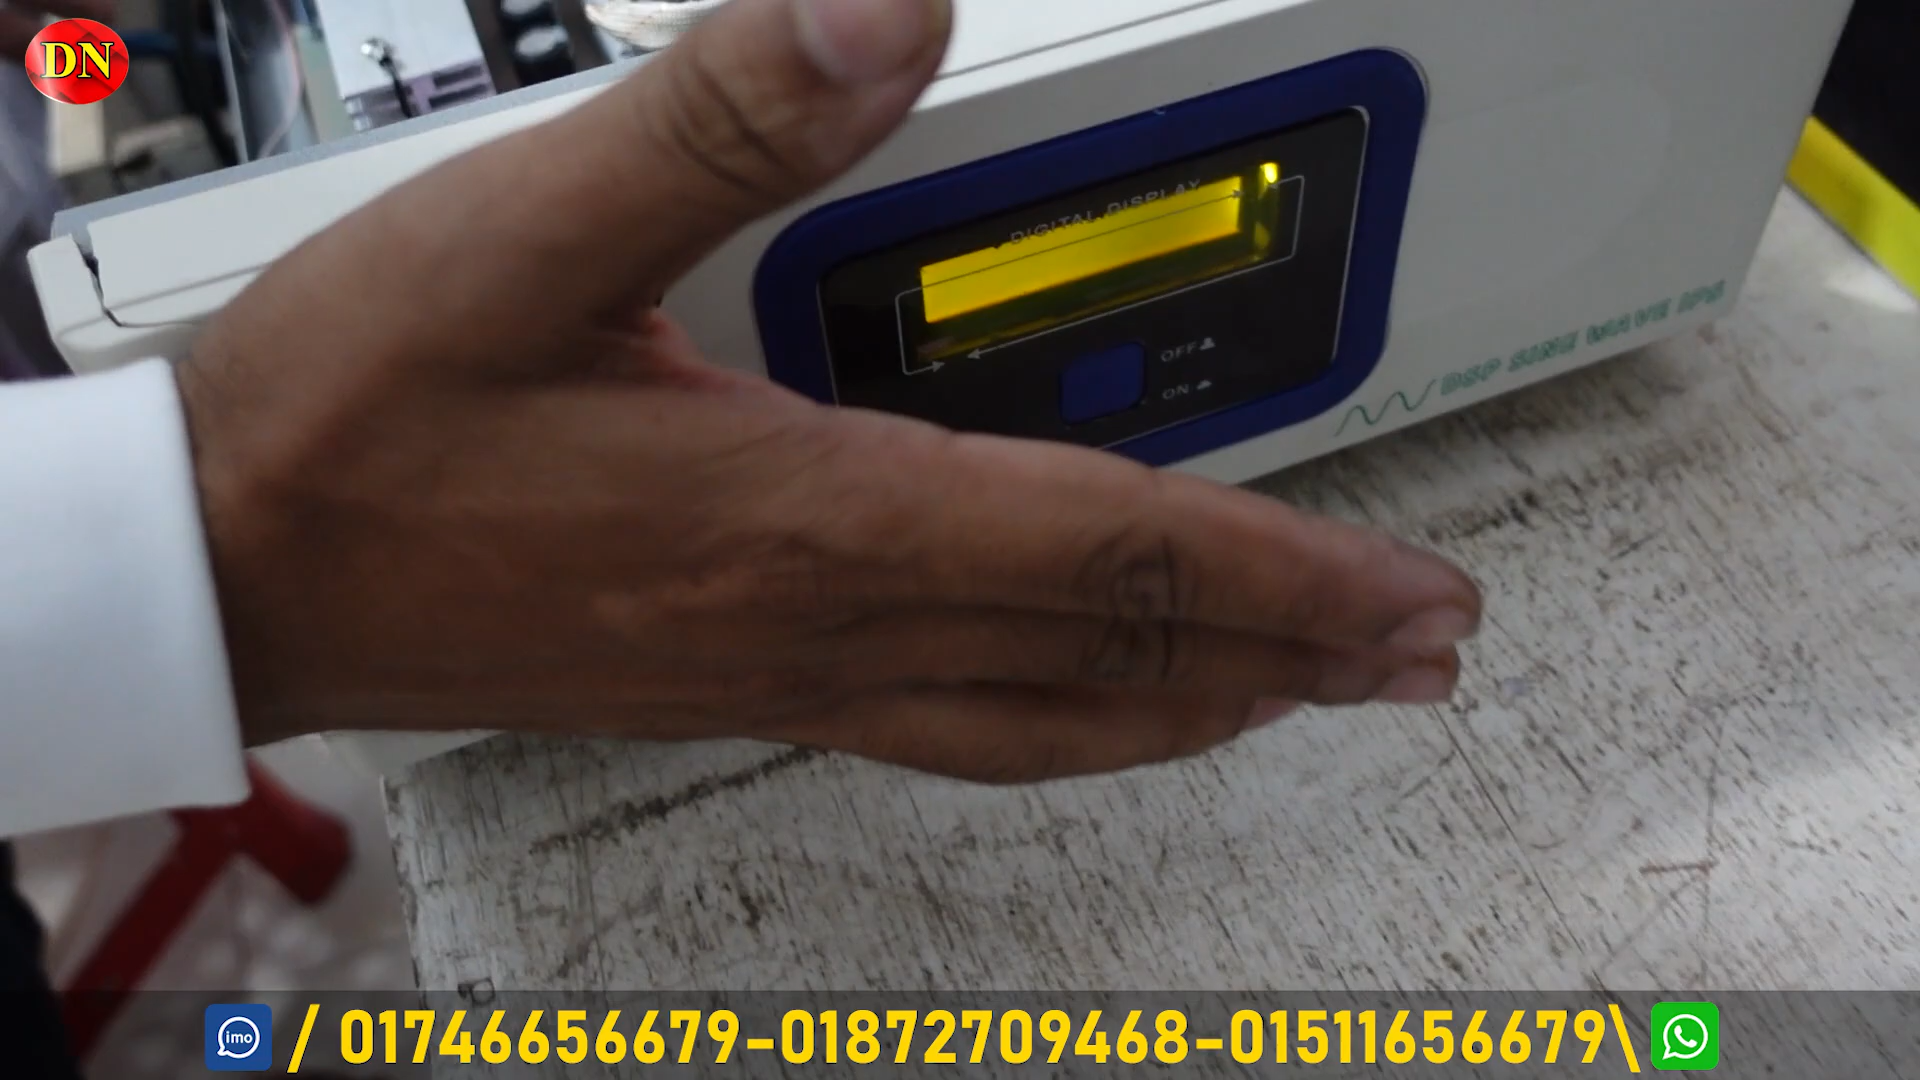 DN
DIGITAL DISPLAY
OFF
ON
DSP SINE WAVE IPS
imo / 01746656679-01872709468-01511656679\